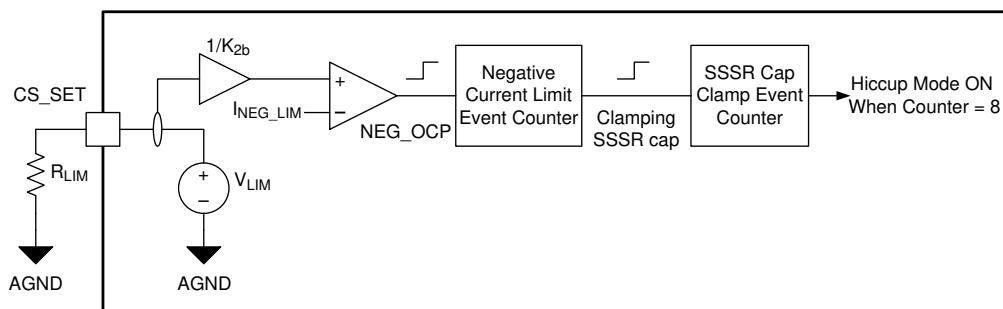 1/K2b
CS_SET
RLIM
AGND
VLIM
+
−
AGND
INEG_LIM
+
−
NEG_OCP
Negative
Current Limit
Event Counter
Clamping
SSSR cap
SSSR Cap
Clamp Event
Counter
Hiccup Mode ON
When Counter = 8